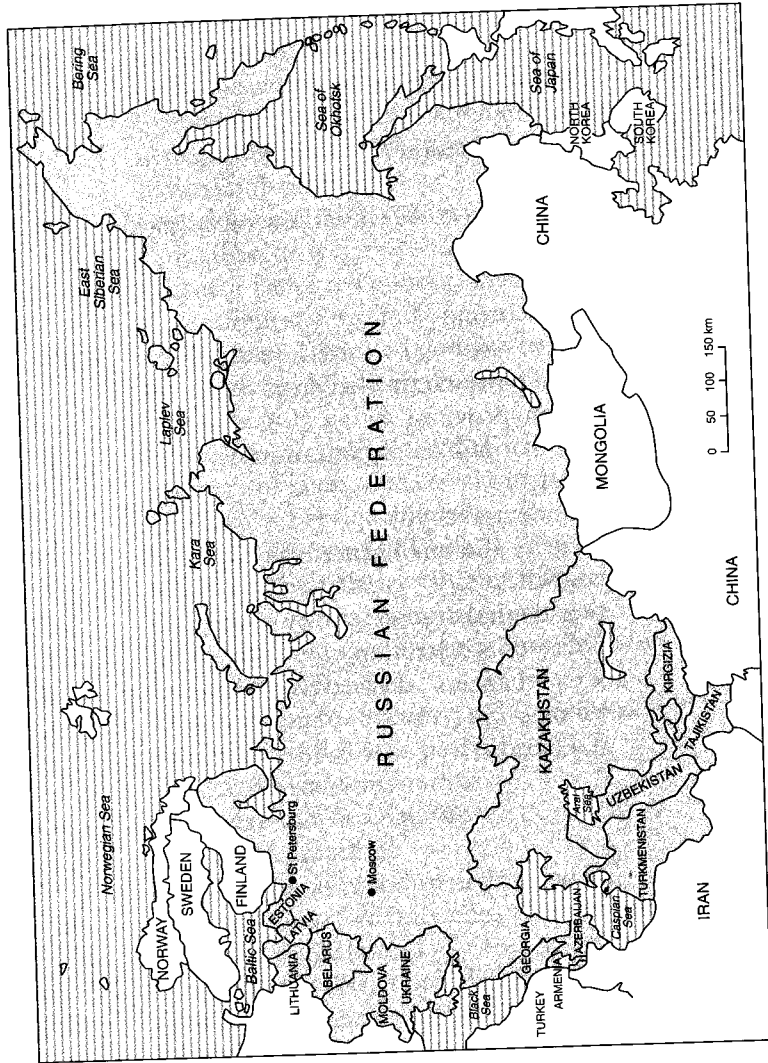 Norwegian Sea
Bering
Sea
East
Siberian
Sea
Laptev
Sea
Kara
Sea
Sea of
Okhotsk
Sea of
Japan
NORWAY
SWEDEN
FINLAND
Baltic Sea
St Petersburg
Moscow
ESTONIA
LATVIA
LITHUANIA
BELARUS
MOLDOVA
UKRAINE
RUSSIAN FEDERATION
Black
Sea
TURKEY
GEORGIA
ARMENIA
AZERBAIJAN
Caspian
Sea
KAZAKHSTAN
Aral
Sea
UZBEKISTAN
TURKMENISTAN
KIRGIZIA
TAJIKISTAN
IRAN
MONGOLIA
CHINA
CHINA
NORTH
KOREA
SOUTH
KOREA
0 50 100 150 km